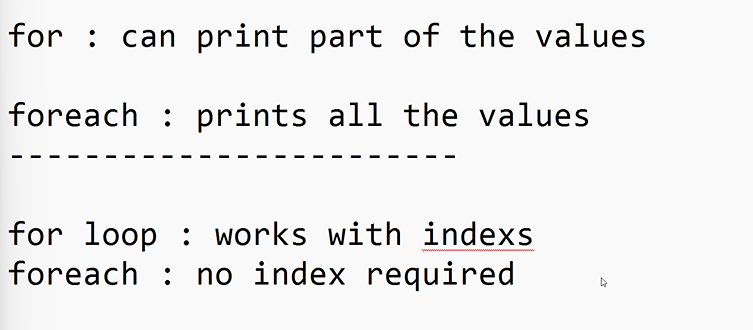 for : can print part of the values
foreach : prints all the values
------------------------
for loop : works with indexs
foreach : no index required